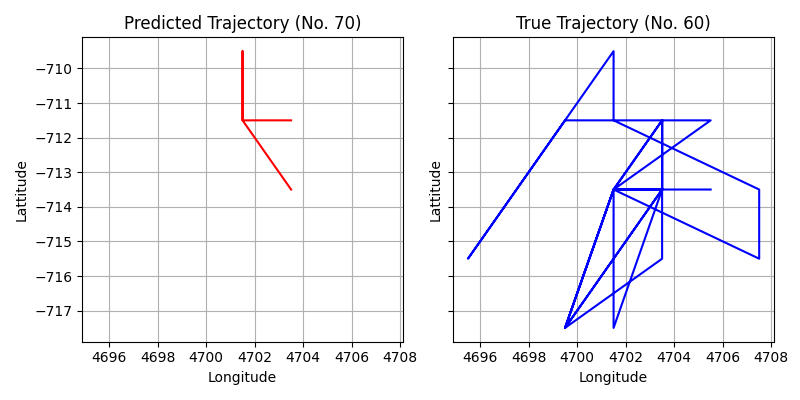 Predicted Trajectory (No. 70)
True Trajectory (No. 60)
−710
−711
−712
−713
−714
−715
−716
−717
Lattitude
Lattitude
4696 4698 4700 4702 4704 4706 4708
4696 4698 4700 4702 4704 4706 4708
Longitude
Longitude